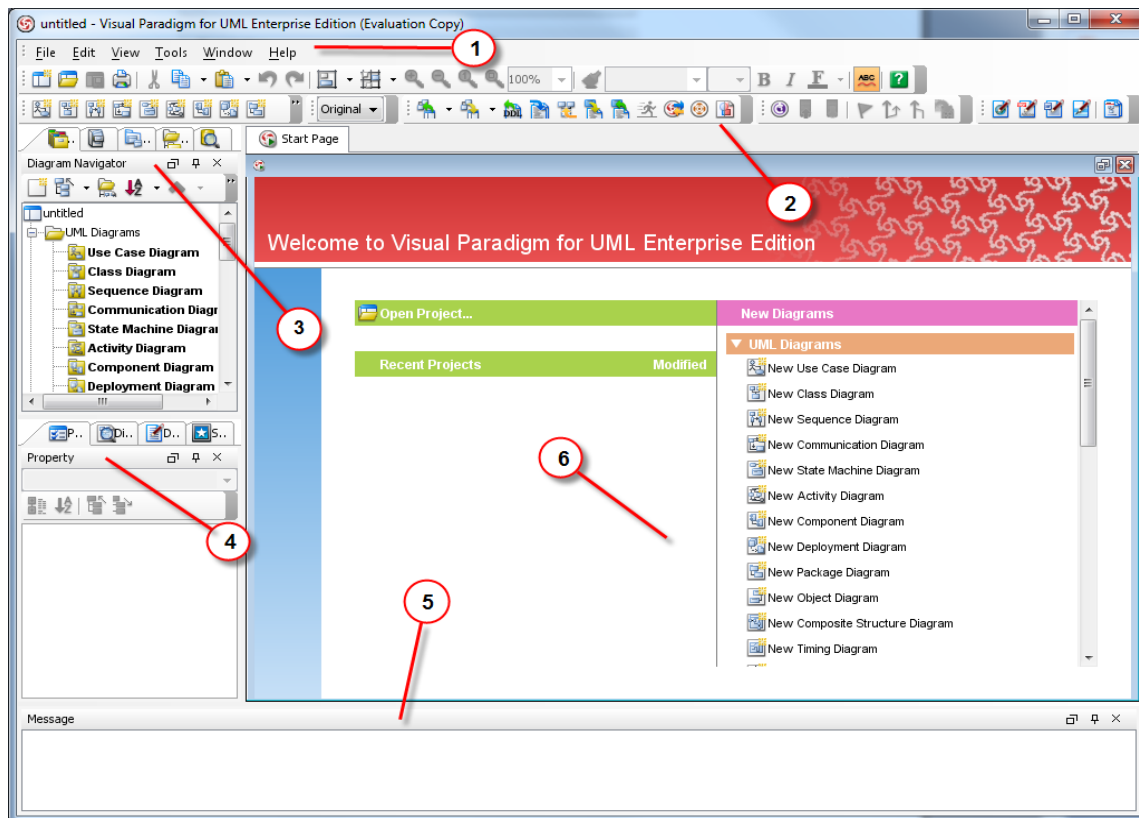 untitled - Visual Paradigm for UML Enterprise Edition (Evaluation Copy)
File Edit View Tools Window Help
1
100%
B I F
ABC
?
Original
DDL
2
Start Page
Diagram Navigator
untitled
UML Diagrams
Use Case Diagram
Class Diagram
Sequence Diagram
Communication Diagr
State Machine Diagrar
Activity Diagram
Component Diagram
Deployment Diagram
3
P.. Di.. D.. S..
Property
4
Welcome to Visual Paradigm for UML Enterprise Edition
Open Project...
Recent Projects Modified
New Diagrams
UML Diagrams
New Use Case Diagram
New Class Diagram
New Sequence Diagram
New Communication Diagram
New State Machine Diagram
New Activity Diagram
New Component Diagram
New Deployment Diagram
New Package Diagram
New Object Diagram
New Composite Structure Diagram
New Timing Diagram
6
5
Message